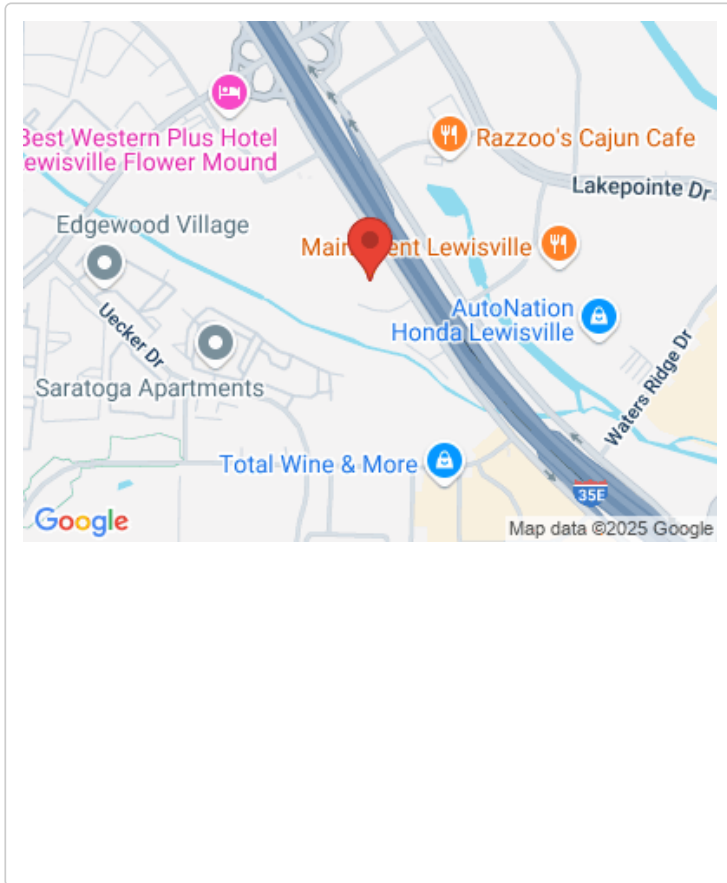 Best Western Plus Hotel
Lewisville Flower Mound
Razzoo's Cajun Cafe
Lakepointe Dr
Edgewood Village
Lewisville
AutoNation
Honda Lewisville
Uecker Dr
Saratoga Apartments
Waters Ridge Dr
Total Wine & More
35E
Google
Map data ©2025 Google